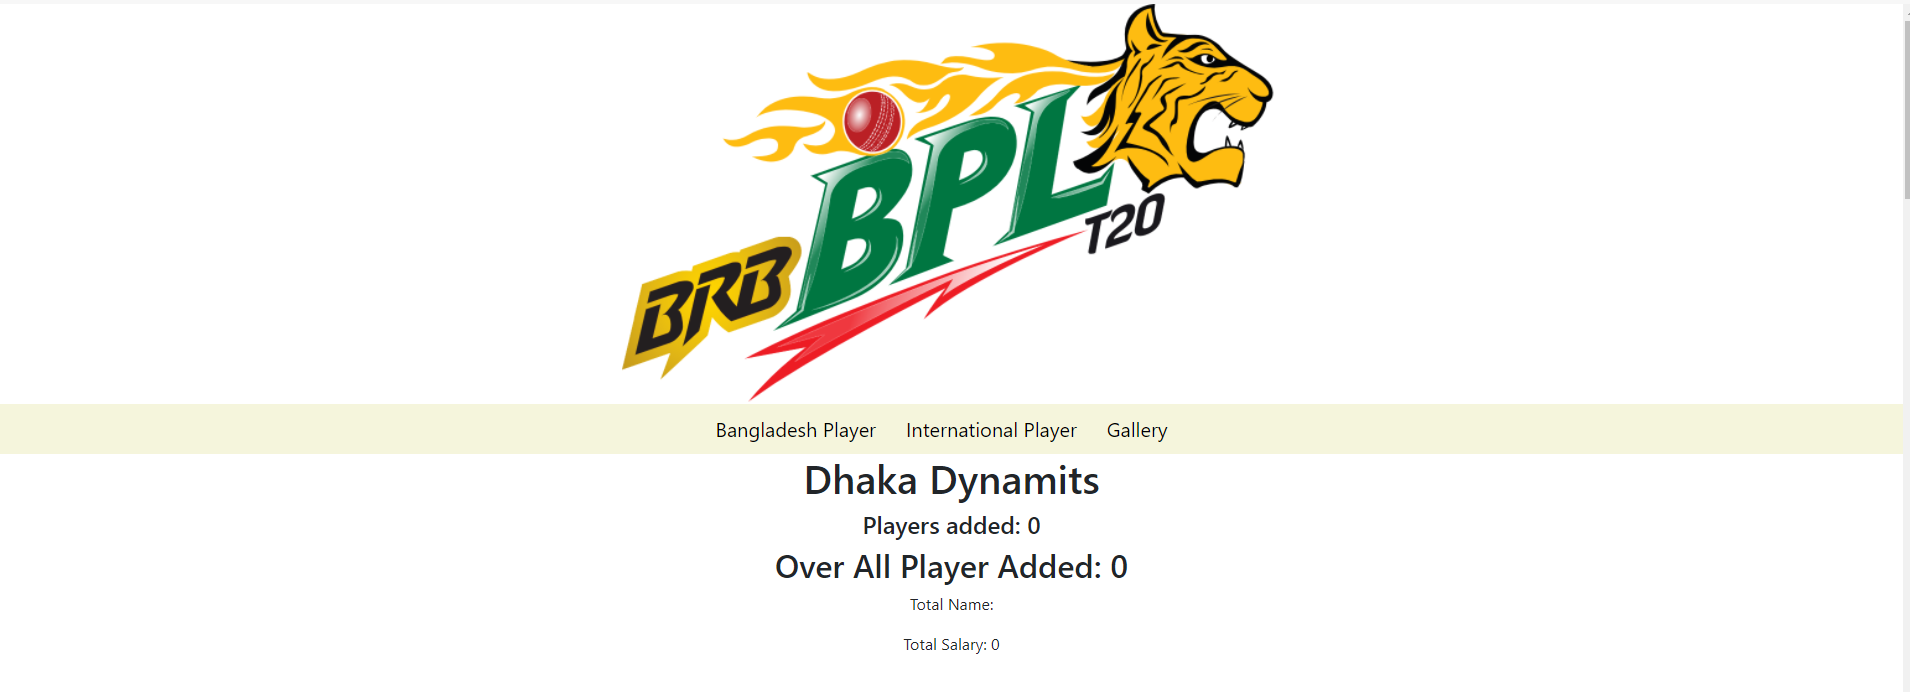 BPL
T20
BRB
Bangladesh Player International Player Gallery
Dhaka Dynamits
Players added: 0
Over All Player Added: 0
Total Name:
Total Salary: 0